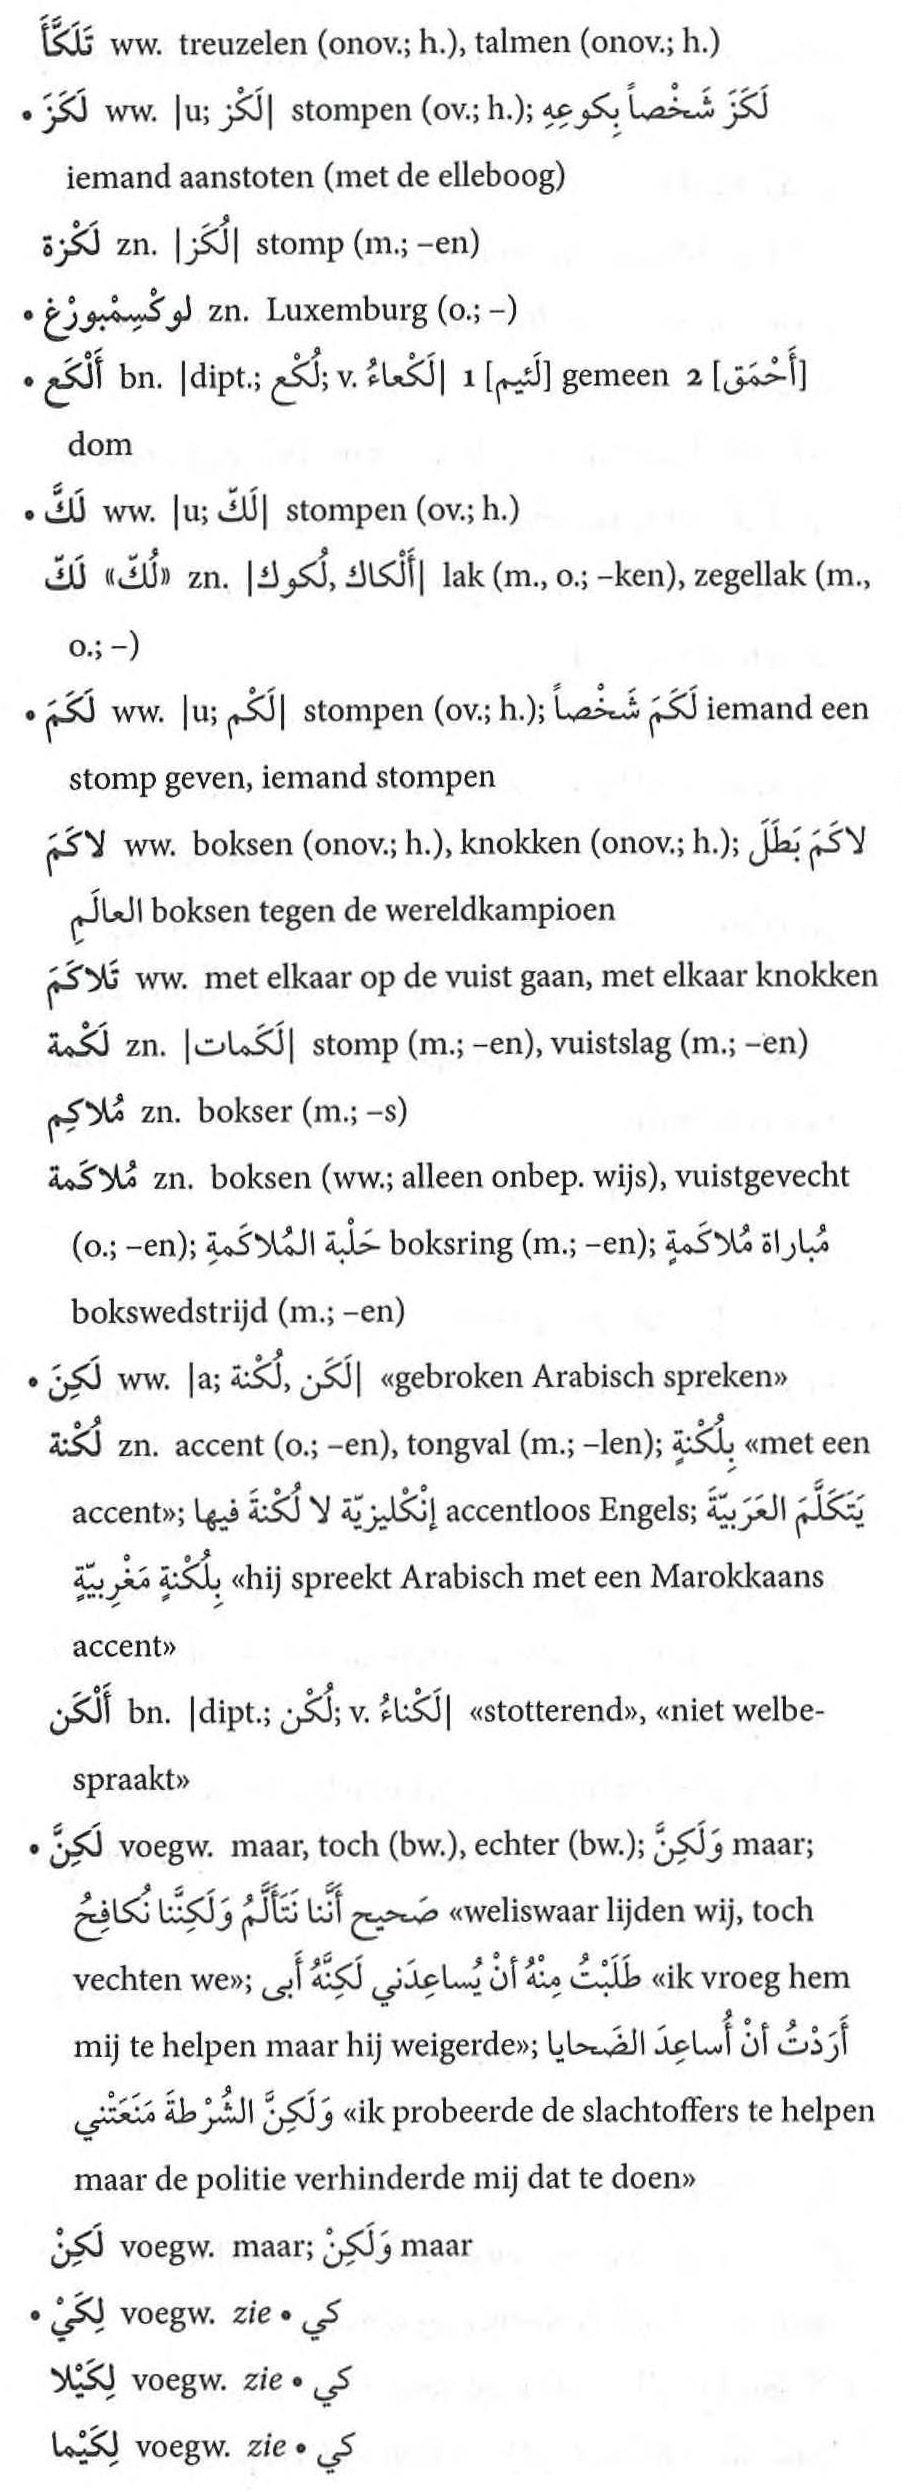 تَلَكَّأَ ww. treuzelen (onov.; h.), talmen (onov.; h.)
• لَكَزَ ww. |u; لَكْز| stompen (ov.; h.); لَكَزَ شَخْصاً بِكوعِهِ
iemand aanstoten (met de elleboog)
لَكْزة zn. |لُكَز| stomp (m.; –en)
• لوكْسِمْبورْغ zn. Luxemburg (o.; –)
• أَلْكَع bn. |dipt.; لُكْع; v. لَكْعاءُ| 1 [لَئيم] gemeen 2 [أَحْمَق]
dom
• لَكَّ ww. |u; لَكّ| stompen (ov.; h.)
لَكّ «لُكّ» zn. |أَلْكاك, لُكوك| lak (m., o.; –ken), zegellak (m.,
o.; –)
• لَكَمَ ww. |u; لَكْم| stompen (ov.; h.); لَكَمَ شَخْصاً iemand een
stomp geven, iemand stompen
لاكَمَ ww. boksen (onov.; h.), knokken (onov.; h.); لاكَمَ بَطَلَ
العالَمِ boksen tegen de wereldkampioen
تَلاكَمَ ww. met elkaar op de vuist gaan, met elkaar knokken
لَكْمة zn. |لَكَمات| stomp (m.; –en), vuistslag (m.; –en)
مُلاكِم zn. bokser (m.; –s)
مُلاكَمة zn. boksen (ww.; alleen onbep. wijs), vuistgevecht
(o.; –en); حَلْبة المُلاكَمةِ boksring (m.; –en); مُباراة مُلاكَمةٍ
bokswedstrijd (m.; –en)
• لَكِنَ ww. |a; لَكَن, لُكْنة| «gebroken Arabisch spreken»
لُكْنة zn. accent (o.; –en), tongval (m.; –len); بِلُكْنةٍ «met een
accent»; إنْكْليزيّة لا لُكْنةَ فيها accentloos Engels; يَتَكَلَّمَ العَرَبيّةَ
بِلُكْنةٍ مَغْرِبيّةٍ «hij spreekt Arabisch met een Marokkaans
accent»
أَلْكَن bn. |dipt.; لُكْن; v. لَكْناءُ| «stotterend», «niet welbe-
spraakt»
• لَكِنَّ voegw. maar, toch (bw.), echter (bw.); وَلَكِنَّ maar;
صَحيح أَنَّنا نَتَأَلَّمُ وَلَكِنَّنا نُكافِحُ «weliswaar lijden wij, toch
vechten we»; طَلَبْتُ مِنْهُ أنْ يُساعِدَني لَكِنَّهُ أَبى «ik vroeg hem
mij te helpen maar hij weigerde»; أَرَدْتُ أنْ أُساعِدَ الضَحايا
وَلَكِنَّ الشُرْطةَ مَنَعَتْني «ik probeerde de slachtoffers te helpen
maar de politie verhinderde mij dat te doen»
لَكِنْ voegw. maar; وَلَكِنْ maar
• لِكَيْ voegw. zie • كي
لِكَيْلا voegw. zie • كي
لِكَيْما voegw. zie • كي